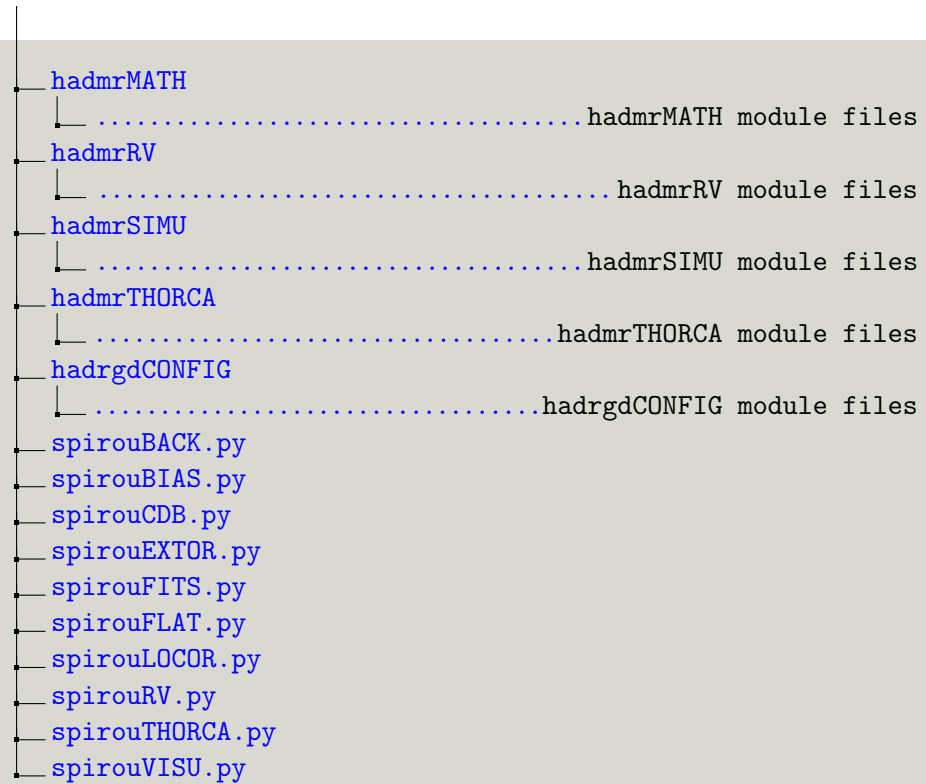 hadmrMATH
.....................................hadmrMATH module files
hadmrRV
.......................................hadmrRV module files
hadmrSIMU
.....................................hadmrSIMU module files
hadmrTHORCA
...................................hadmrTHORCA module files
hadrgdCONFIG
..................................hadrgdCONFIG module files
spirouBACK.py
spirouBIAS.py
spirouCDB.py
spirouEXTOR.py
spirouFITS.py
spirouFLAT.py
spirouLOCOR.py
spirouRV.py
spirouTHORCA.py
spirouVISU.py